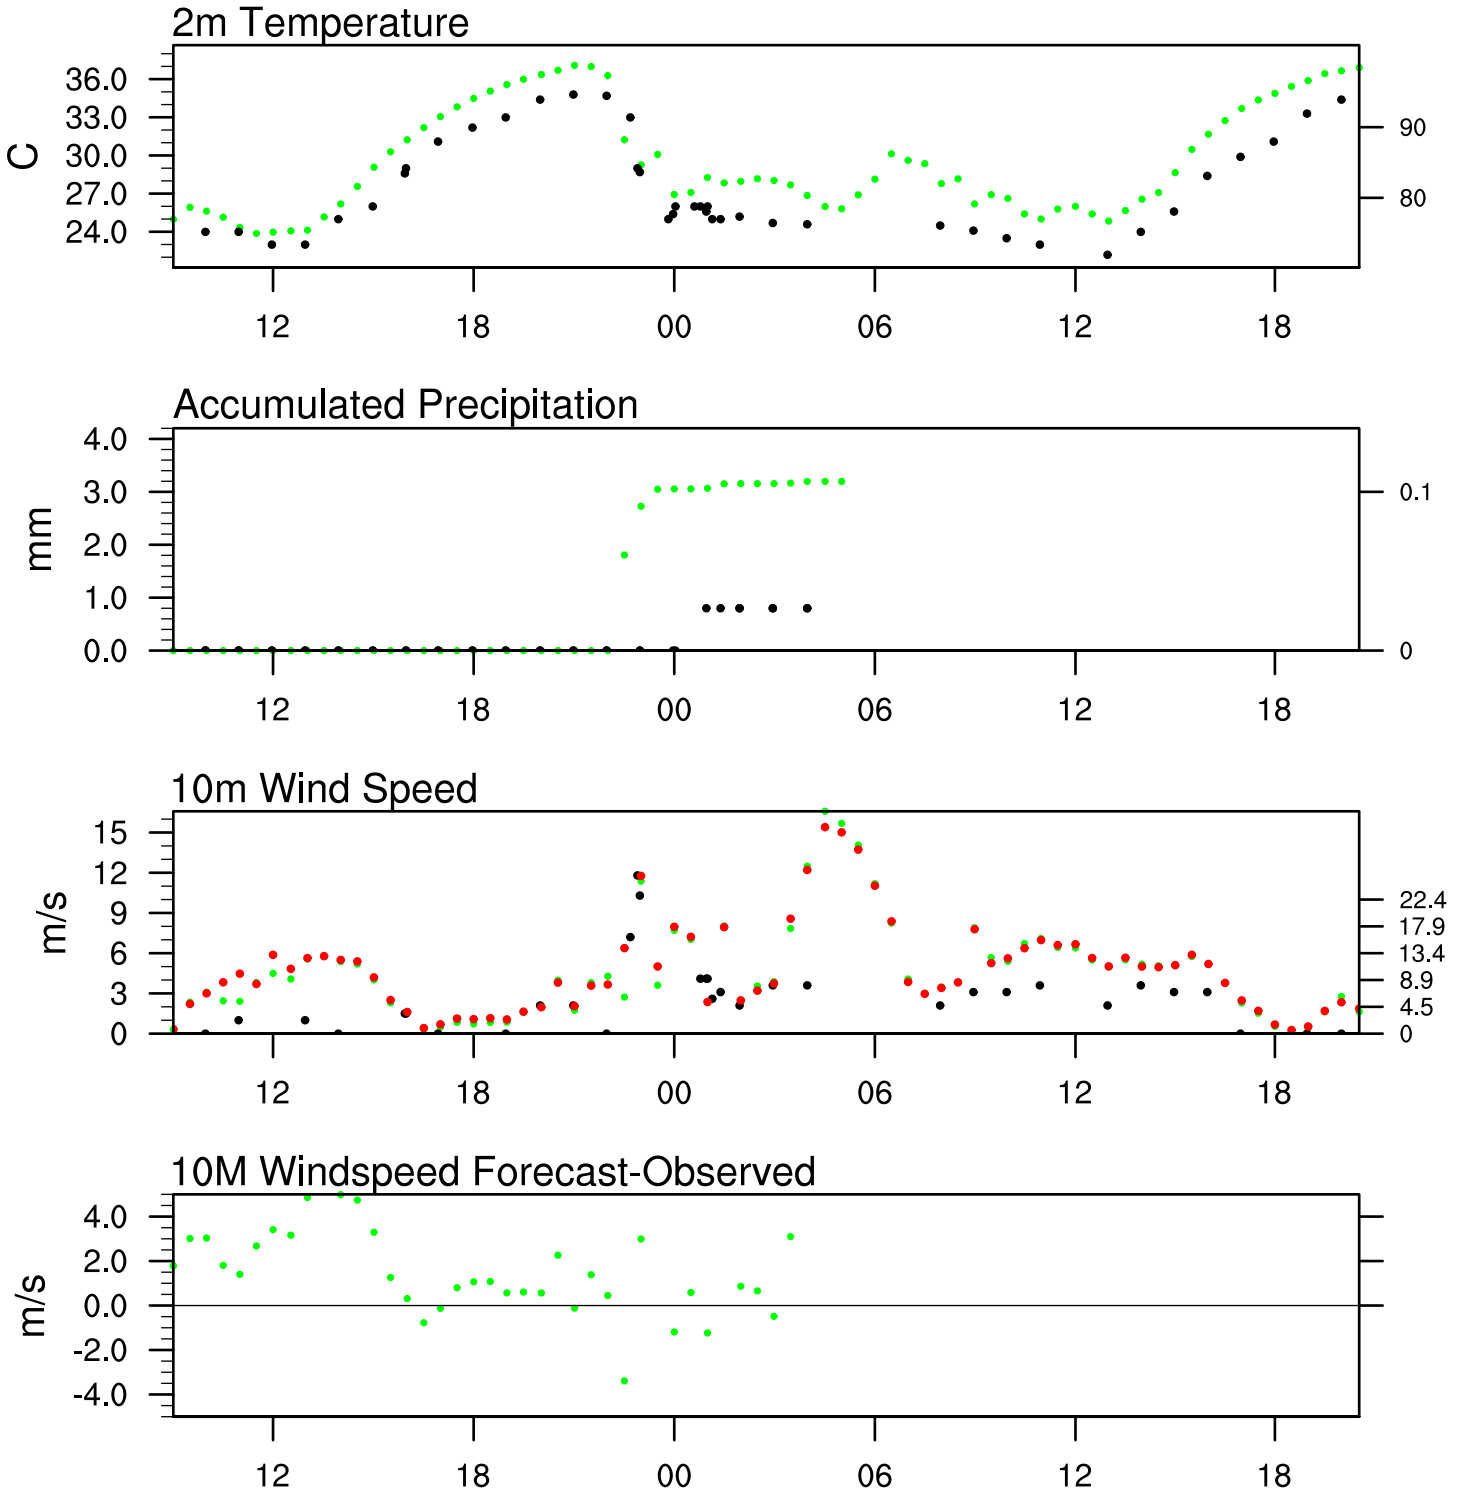 2m Temperature
36.0
33.0
30.0
27.0
24.0
C
90
80
12 18 00 06 12 18
Accumulated Precipitation
4.0
3.0
2.0
1.0
0.0
mm
0.1
0
12 18 00 06 12 18
10m Wind Speed
15
12
9
6
3
0
m/s
22.4
17.9
13.4
8.9
4.5
0
12 18 00 06 12 18
10M Windspeed Forecast-Observed
4.0
2.0
0.0
-2.0
-4.0
m/s
12 18 00 06 12 18